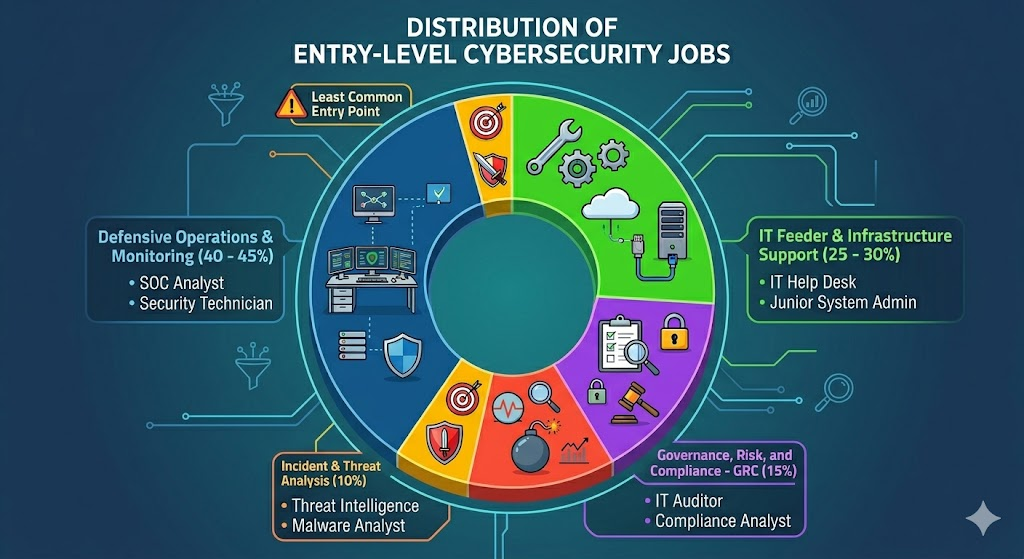 DISTRIBUTION OF
ENTRY-LEVEL CYBERSECURITY JOBS
Least Common
Entry Point
Defensive Operations &
Monitoring (40 - 45%)
• SOC Analyst
• Security Technician
IT Feeder & Infrastructure
Support (25 - 30%)
• IT Help Desk
• Junior System Admin
Incident & Threat
Analysis (10%)
• Threat Intelligence
• Malware Analyst
Governance, Risk, and
Compliance - GRC (15%)
• IT Auditor
• Compliance Analyst